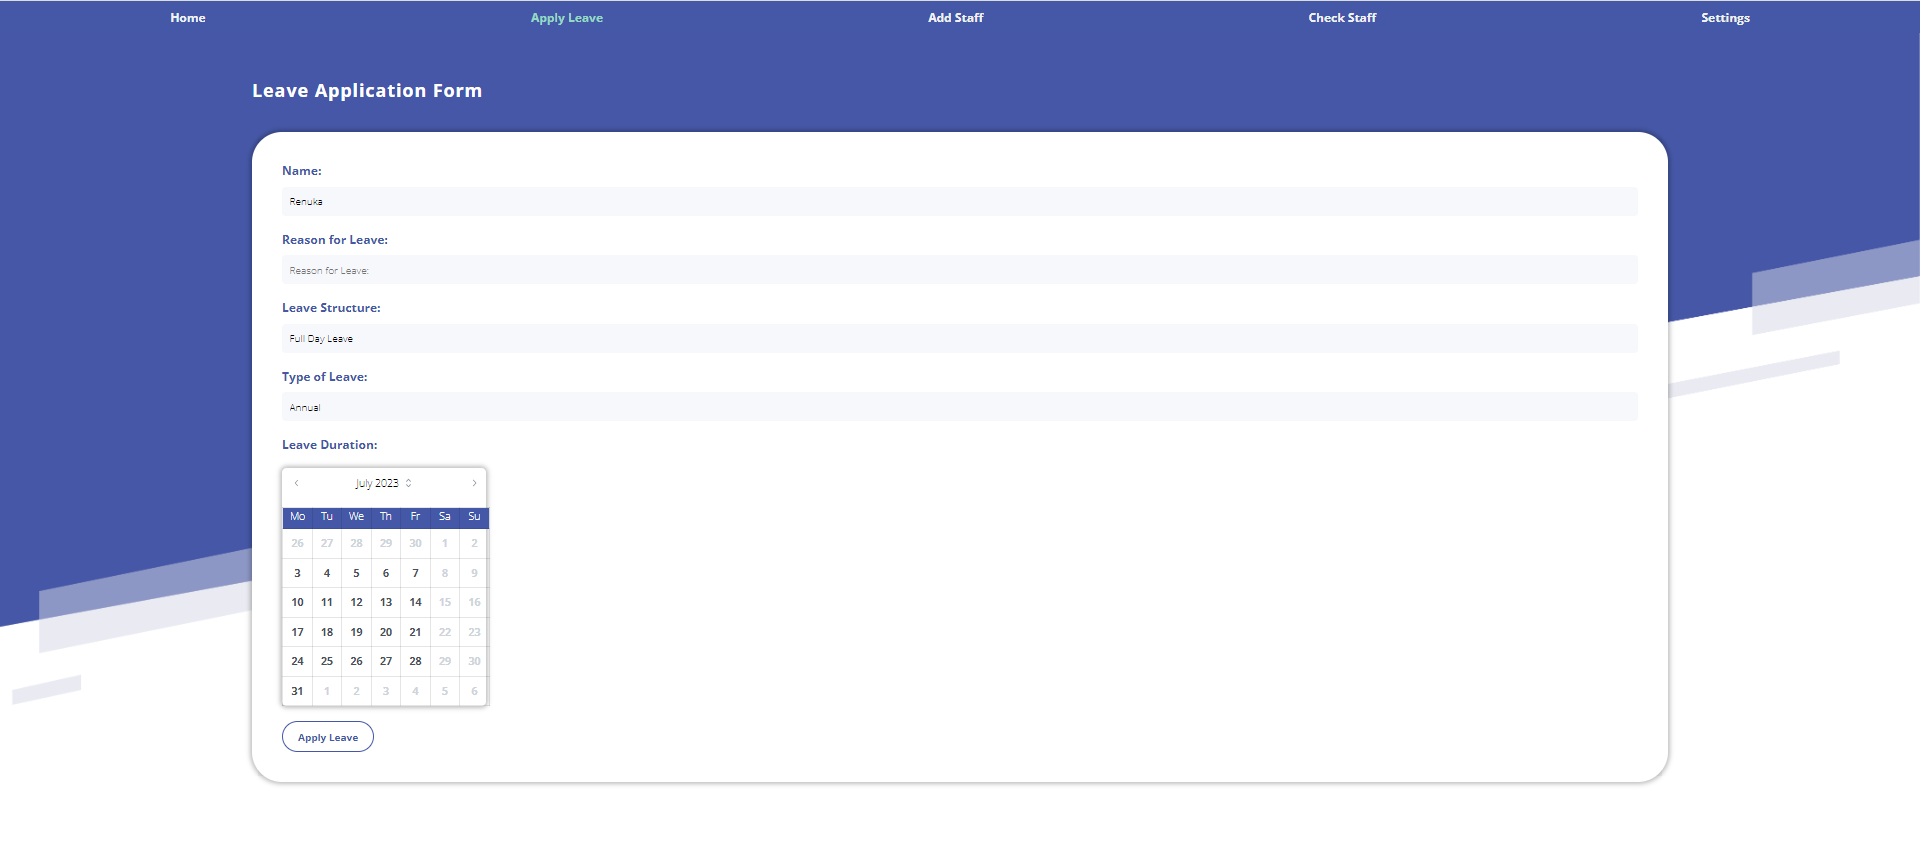 Home Apply Leave Add Staff Check Staff Settings
Leave Application Form
Name:
Renuka
Reason for Leave:
Reason for Leave:
Leave Structure:
Full Day Leave
Type of Leave:
Annual
Leave Duration:
July 2023
Mo Tu We Th Fr Sa Su
26 27 28 29 30 1 2
3 4 5 6 7 8 9
10 11 12 13 14 15 16
17 18 19 20 21 22 23
24 25 26 27 28 29 30
31 1 2 3 4 5 6
Apply Leave